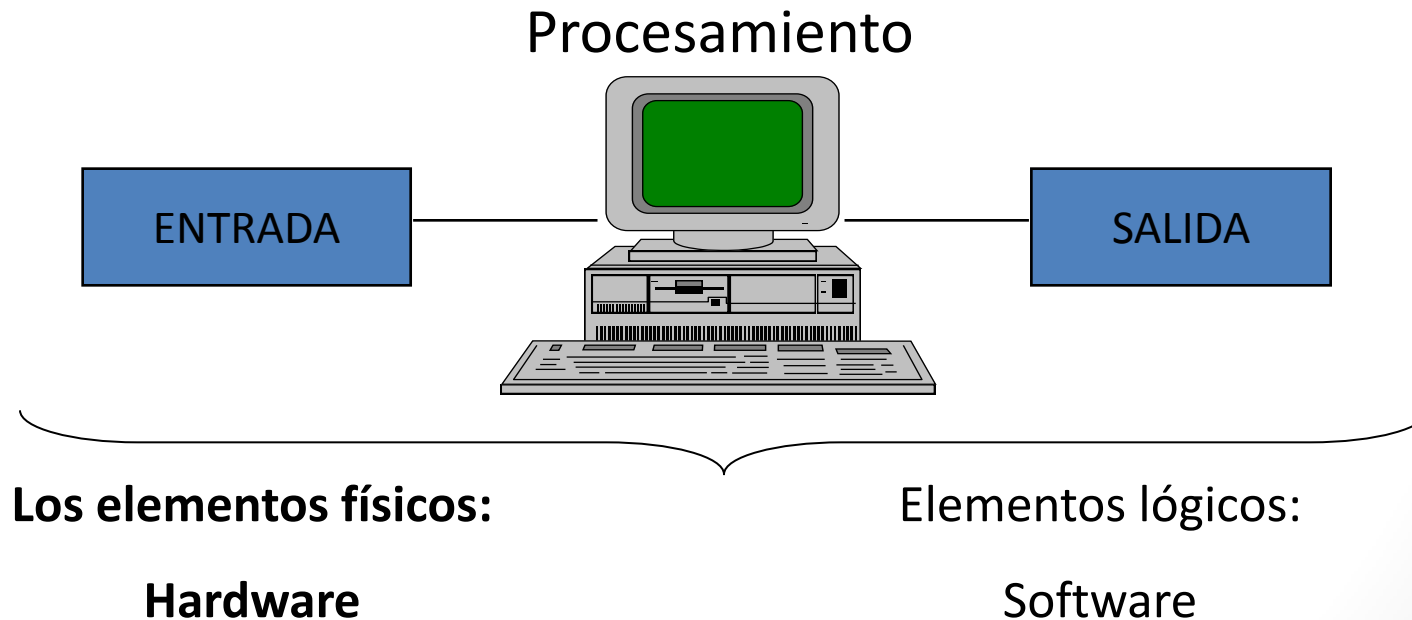 Procesamiento
ENTRADA
SALIDA
Los elementos físicos:
Elementos lógicos:
Hardware
Software